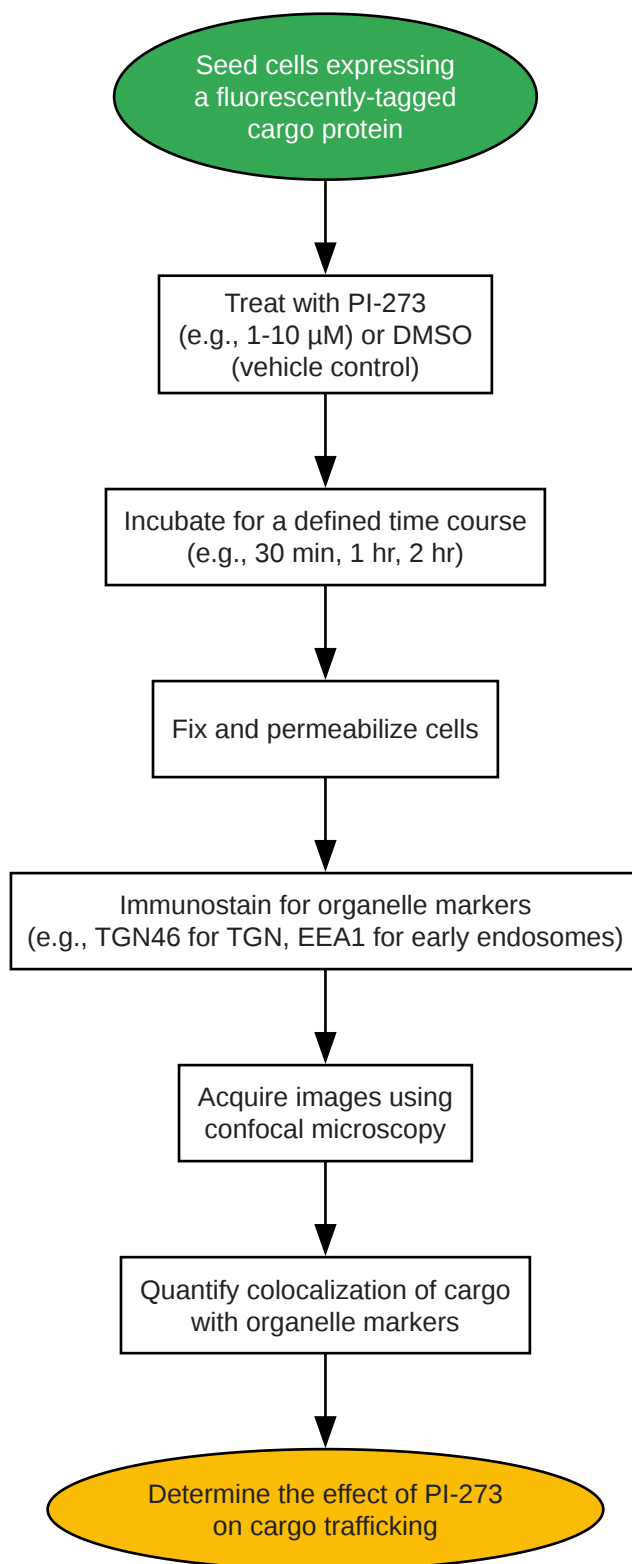 Seed cells expressing
a fluorescently-tagged
cargo protein
Treat with PI-273
(e.g., 1-10 µM) or DMSO
(vehicle control)
Incubate for a defined time course
(e.g., 30 min, 1 hr, 2 hr)
Fix and permeabilize cells
Immunostain for organelle markers
(e.g., TGN46 for TGN, EEA1 for early endosomes)
Acquire images using
confocal microscopy
Quantify colocalization of cargo
with organelle markers
Determine the effect of PI-273
on cargo trafficking